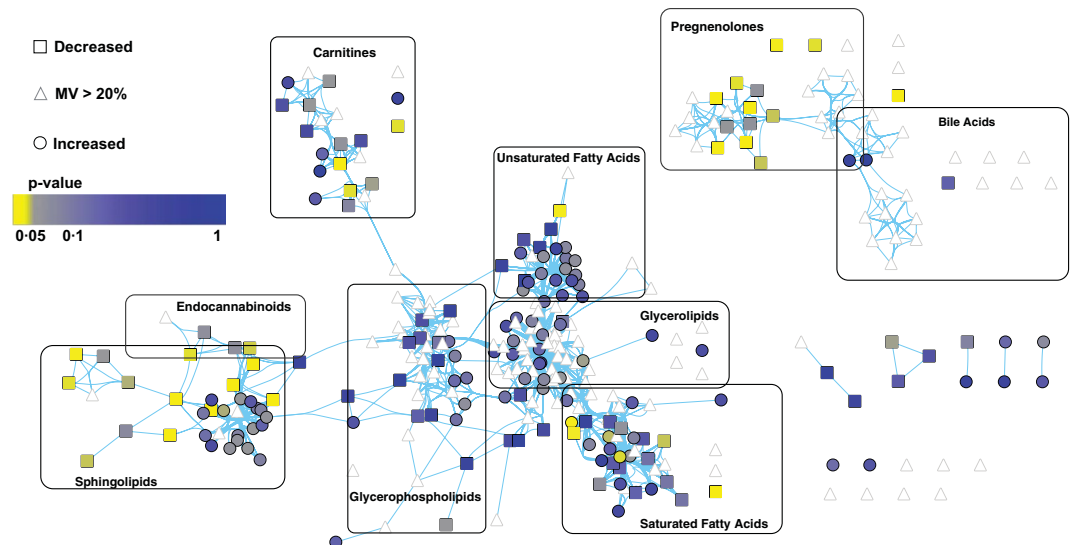 Decreased
MV > 20%
Increased
p-value
0·05 0·1 1
Carnitines
Pregnenolones
Bile Acids
Unsaturated Fatty Acids
Endocannabinoids
Glycerolipids
Sphingolipids
Glycerophospholipids
Saturated Fatty Acids